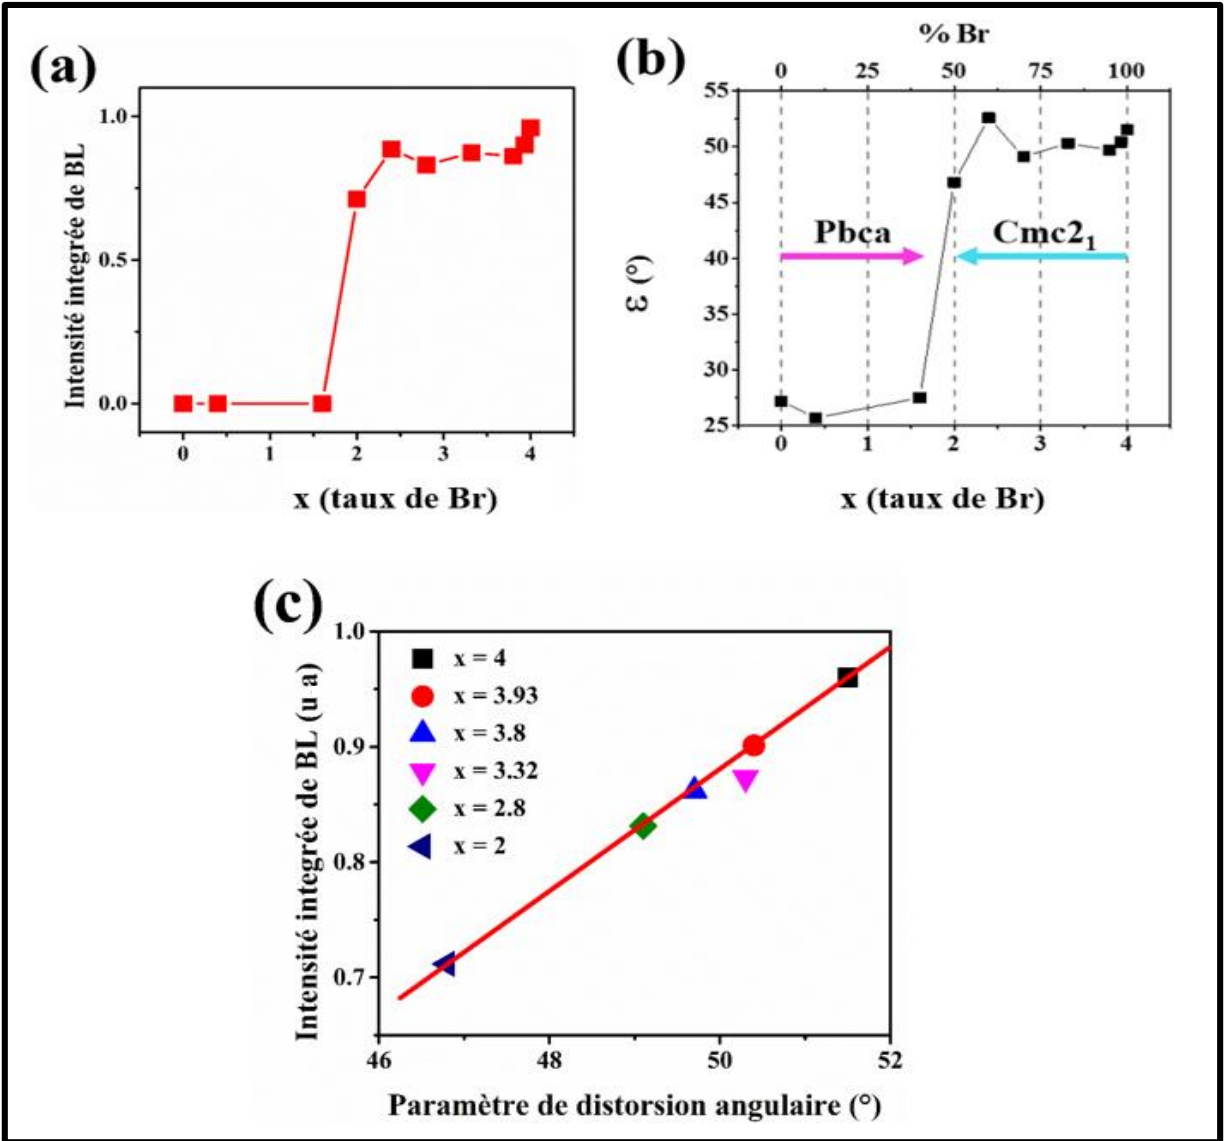 (a)
Intensité integrée de BL
1.0
0.5
0.0
0 1 2 3 4
x (taux de Br)
(b)
% Br
0 25 50 75 100
ε (°)
55
50
45
40
35
30
25
Pbca
Cmc2₁
0 1 2 3 4
x (taux de Br)
(c)
Intensité integrée de BL (u a)
1.0
0.9
0.8
0.7
x = 4
x = 3.93
x = 3.8
x = 3.32
x = 2.8
x = 2
46 48 50 52
Paramètre de distorsion angulaire (°)